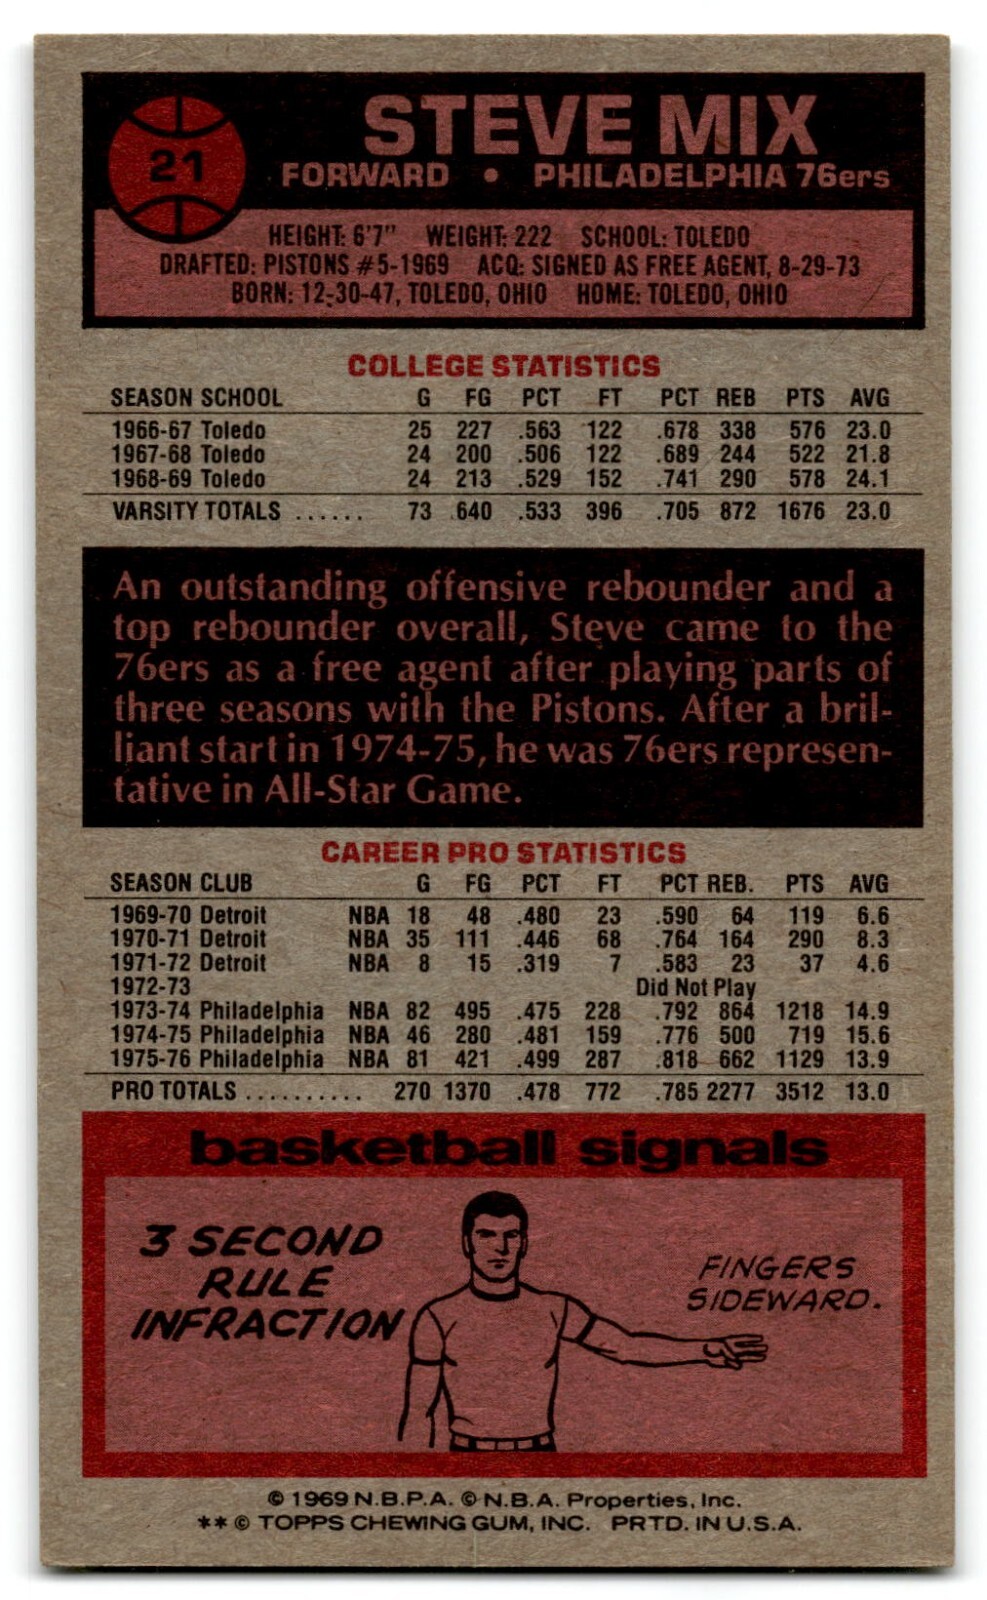 21
STEVE MIX
FORWARD • PHILADELPHIA 76ers
HEIGHT: 6'7" WEIGHT: 222 SCHOOL: TOLEDO
DRAFTED: PISTONS #5-1969 ACQ: SIGNED AS FREE AGENT, 8-29-73
BORN: 12-30-47, TOLEDO, OHIO HOME: TOLEDO, OHIO
COLLEGE STATISTICS
SEASON SCHOOL G FG PCT FT PCT REB PTS AVG
1966-67 Toledo 25 227 .563 122 .678 338 576 23.0
1967-68 Toledo 24 200 .506 122 .689 244 522 21.8
1968-69 Toledo 24 213 .529 152 .741 290 578 24.1
VARSITY TOTALS ...... 73 640 .533 396 .705 872 1676 23.0
An outstanding offensive rebounder and a
top rebounder overall, Steve came to the
76ers as a free agent after playing parts of
three seasons with the Pistons. After a bril-
liant start in 1974-75, he was 76ers represen-
tative in All-Star Game.
CAREER PRO STATISTICS
SEASON CLUB G FG PCT FT PCT REB. PTS AVG
1969-70 Detroit NBA 18 48 .480 23 .590 64 119 6.6
1970-71 Detroit NBA 35 111 .446 68 .764 164 290 8.3
1971-72 Detroit NBA 8 15 .319 7 .583 23 37 4.6
1972-73 Did Not Play
1973-74 Philadelphia NBA 82 495 .475 228 .792 864 1218 14.9
1974-75 Philadelphia NBA 46 280 .481 159 .776 500 719 15.6
1975-76 Philadelphia NBA 81 421 .499 287 .818 662 1129 13.9
PRO TOTALS .......... 270 1370 .478 772 .785 2277 3512 13.0
basketball signals
3 SECOND
RULE
INFRACTION
FINGERS
SIDEWARD.
© 1969 N.B.P.A. © N.B.A. Properties, Inc.
** © TOPPS CHEWING GUM, INC. PRTD. IN U.S.A.